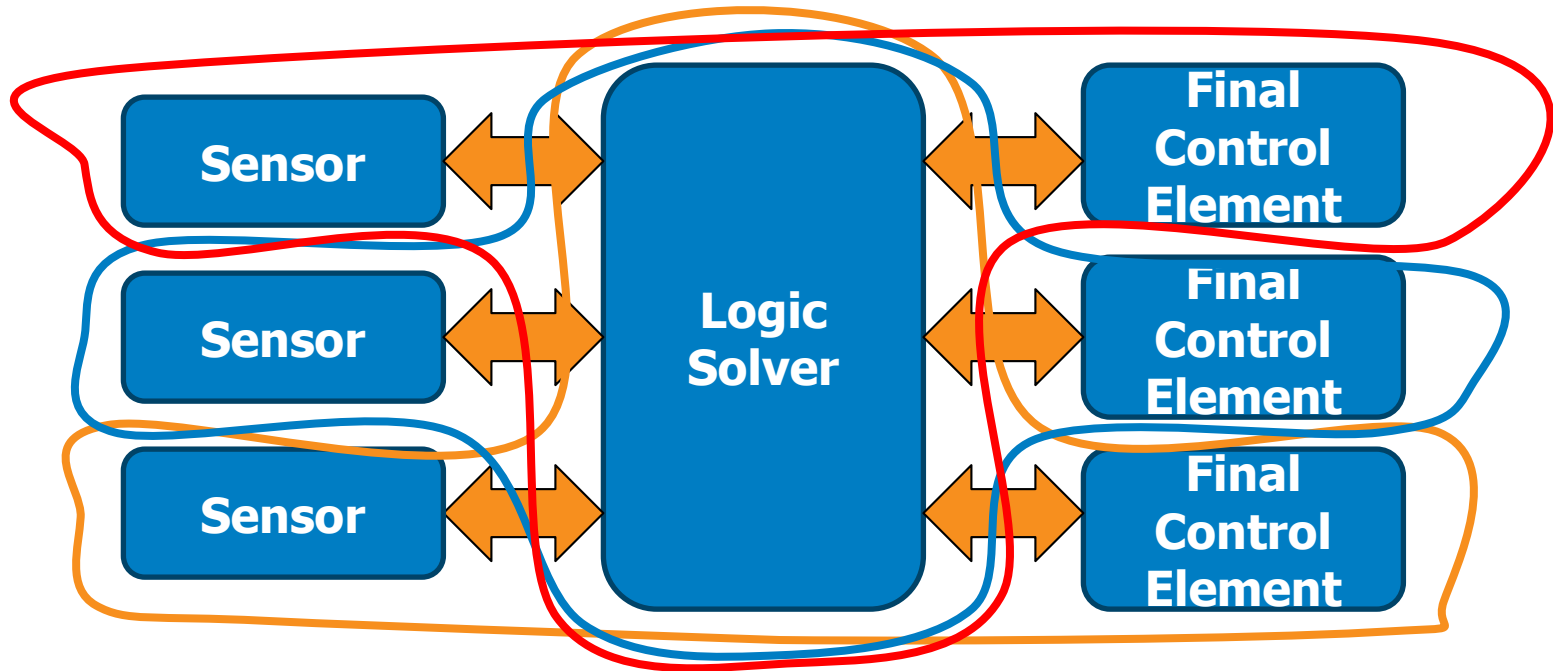 Sensor
Sensor
Sensor
Logic
Solver
Final
Control
Element
Final
Control
Element
Final
Control
Element